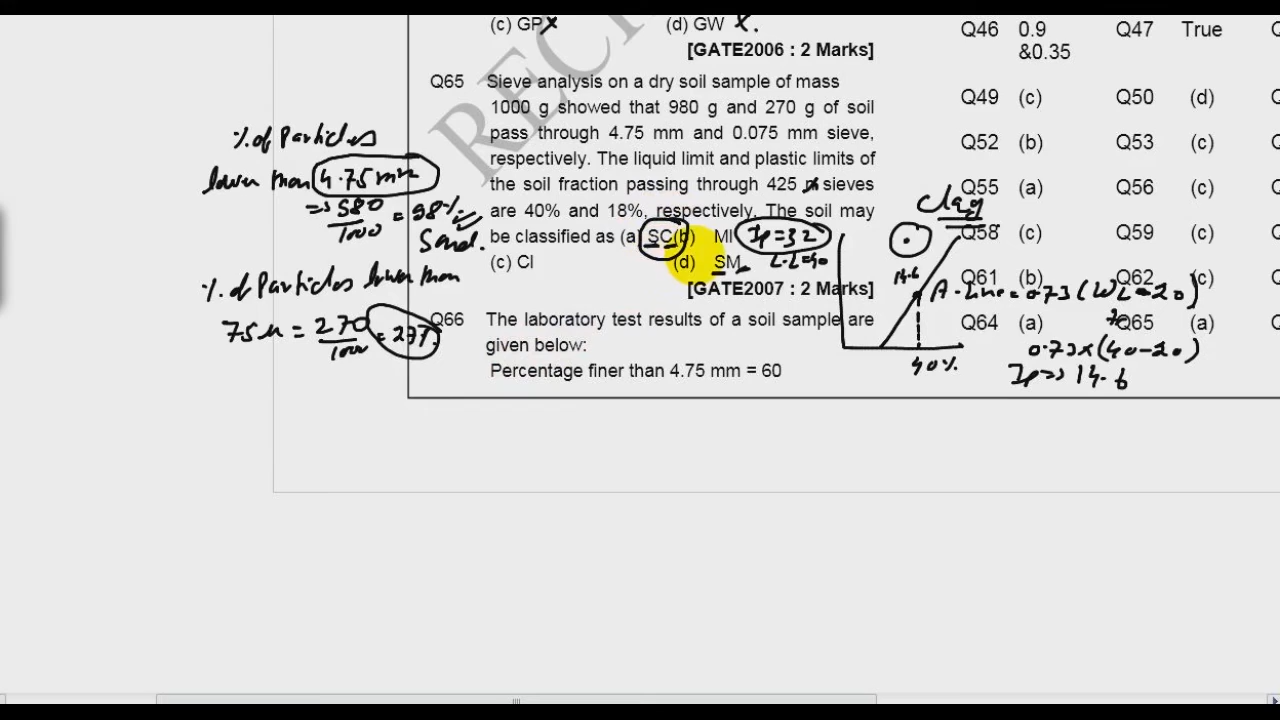 (c) GP x (d) GW x.
[GATE2006 : 2 Marks]
Q65 Sieve analysis on a dry soil sample of mass
1000 g showed that 980 g and 270 g of soil
pass through 4.75 mm and 0.075 mm sieve,
respectively. The liquid limit and plastic limits of
the soil fraction passing through 425 sieves
are 40% and 18%, respectively. The soil may
be classified as (a) SC (b) MI
(c) CI (d) SM
[GATE2007 : 2 Marks]
Q66 The laboratory test results of a soil sample are
given below:
Percentage finer than 4.75 mm = 60
RECT
% of Particles
lower than 4.75 mm
=> 980/1000 = 98%
Sand.
% of Particles lower than
75 u = 270/1000 = 27%
Ip = 32
L.L = 40
Clay
14.6
40%
A-Line = 0.73 (WL - 20)
0.73 x (40-20)
Ip => 14.6
Q46 0.9 Q47 True Q
&0.35
Q49 (c) Q50 (d) Q
Q52 (b) Q53 (c) Q
Q55 (a) Q56 (c) Q
Q58 (c) Q59 (c) Q
Q61 (b) Q62 (c) Q
Q64 (a) Q65 (a) Q